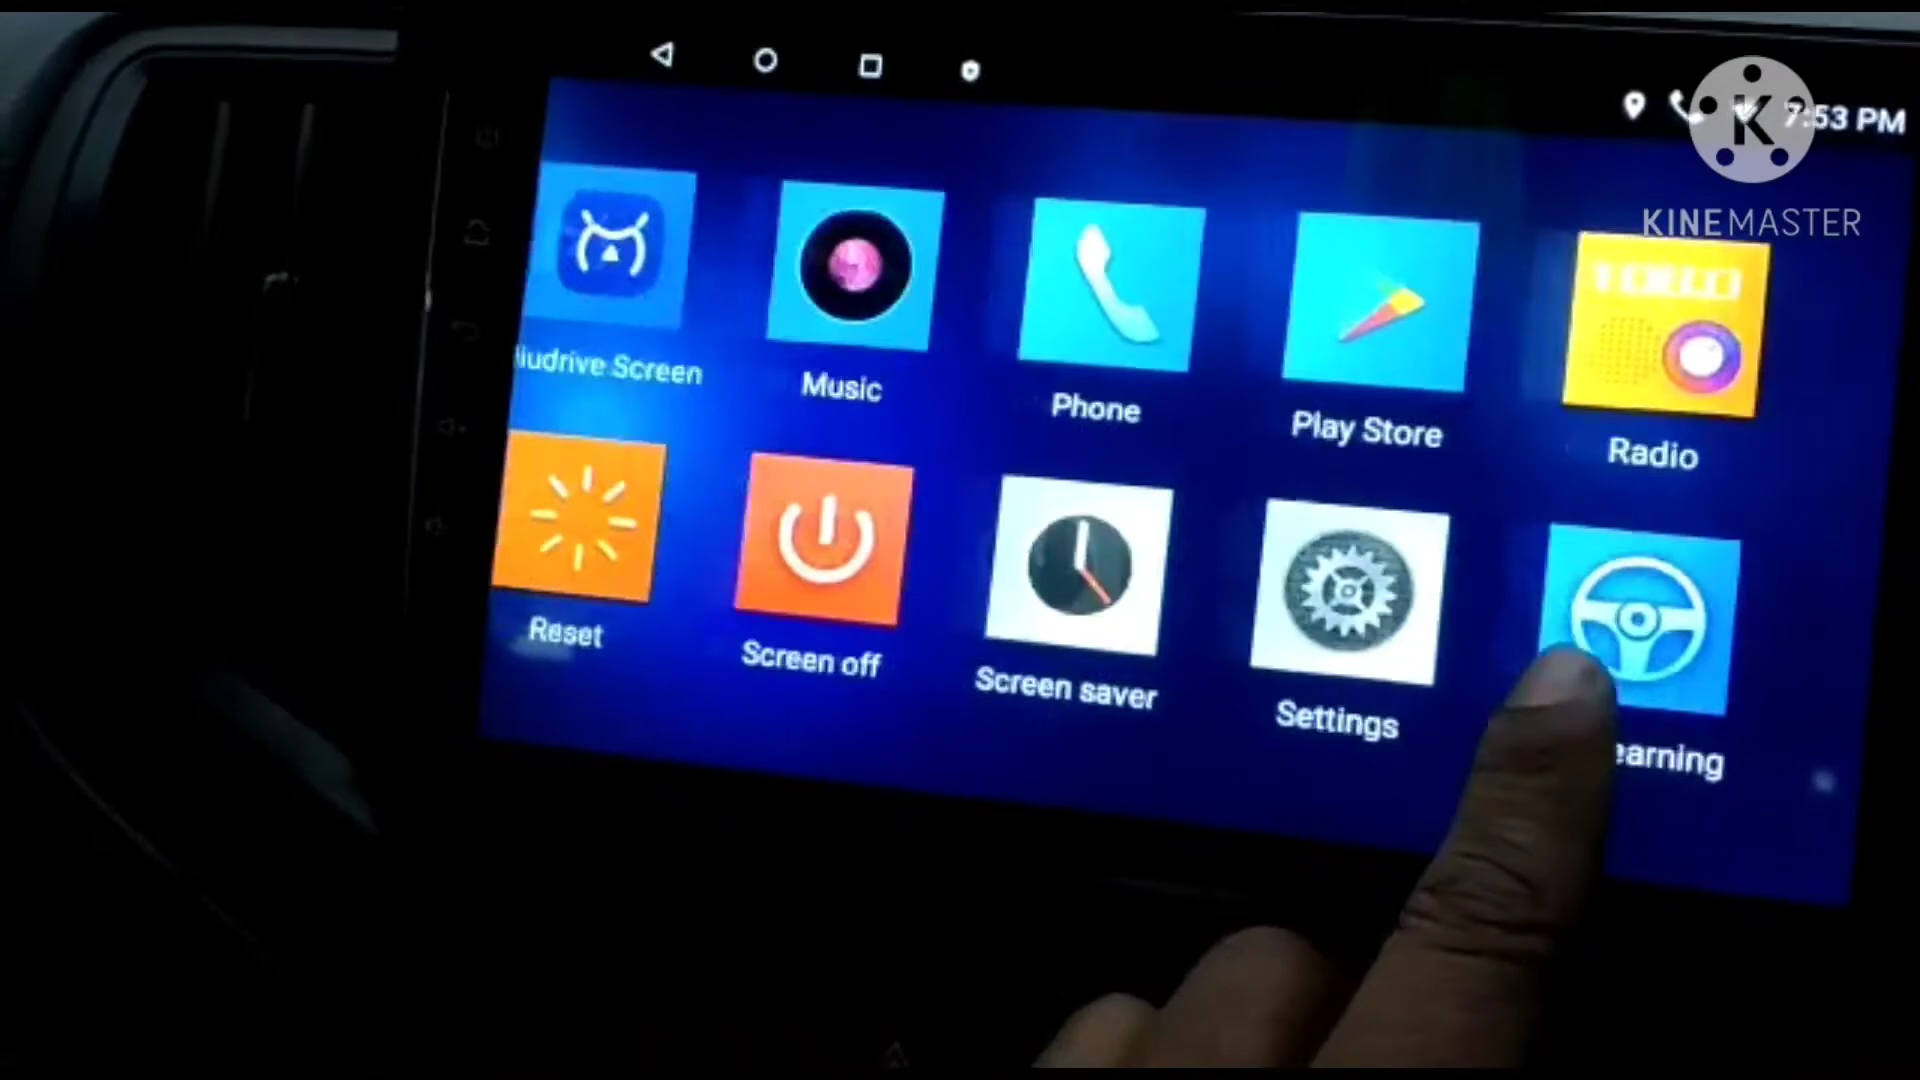 7:53 PM
KINEMASTER
iudrive Screen
Music
Phone
Play Store
Radio
Reset
Screen off
Screen saver
Settings
earning